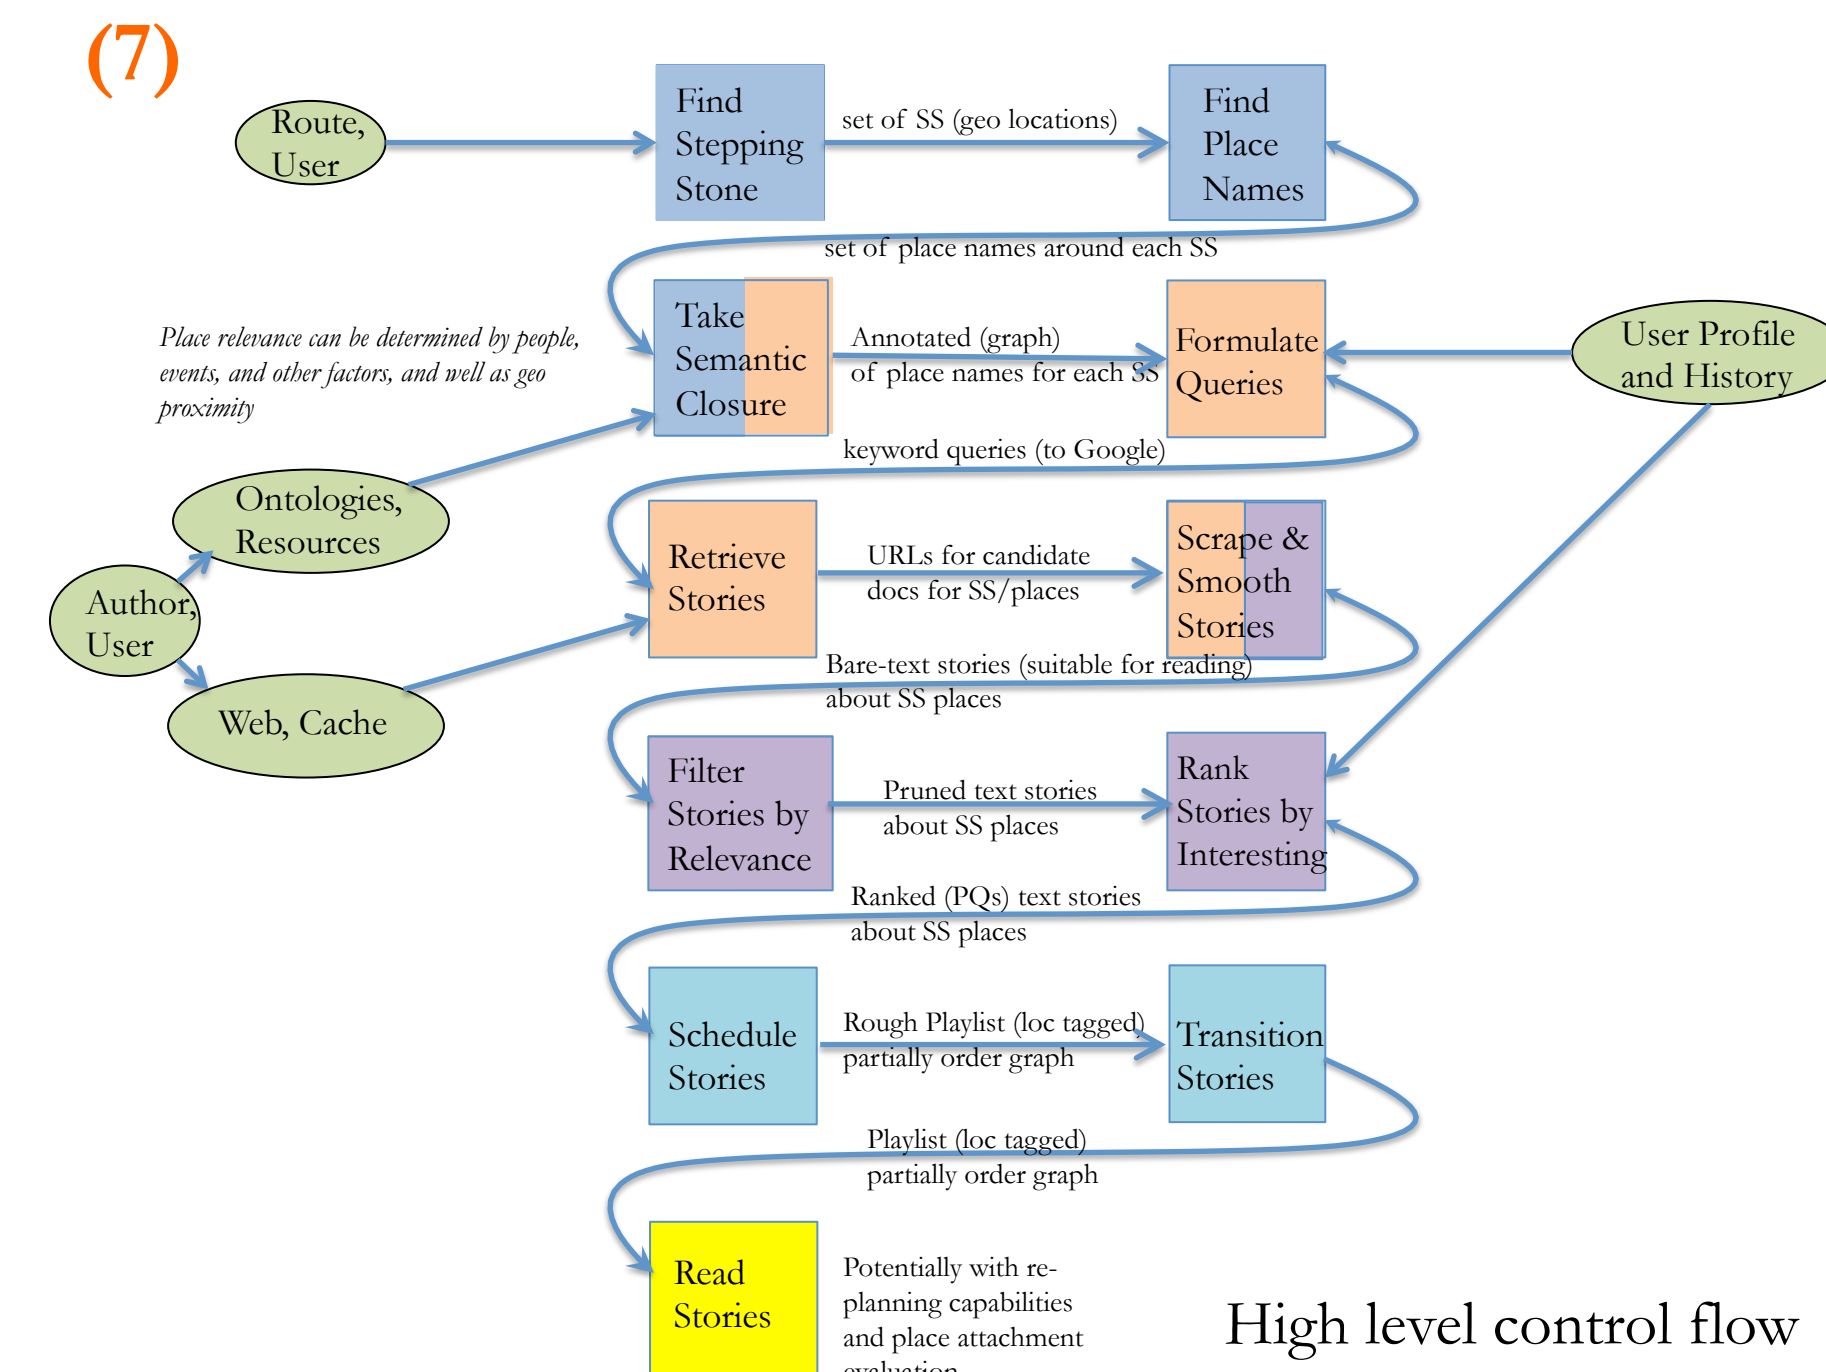 (7)
Route,
User
Find
Stepping
Stone
set of SS (geo locations)
Find
Place
Names
set of place names around each SS
Place relevance can be determined by people,
events, and other factors, and well as geo
proximity
Take
Semantic
Closure
Annotated (graph)
of place names for each SS
Formulate
Queries
User Profile
and History
keyword queries (to Google)
Ontologies,
Resources
Author,
User
Web, Cache
Retrieve
Stories
URLs for candidate
docs for SS/places
Scrape &
Smooth
Stories
Bare-text stories (suitable for reading)
about SS places
Filter
Stories by
Relevance
Pruned text stories
about SS places
Rank
Stories by
Interesting
Ranked (PQs) text stories
about SS places
Schedule
Stories
Rough Playlist (loc tagged)
partially order graph
Transition
Stories
Playlist (loc tagged)
partially order graph
Read
Stories
Potentially with re-
planning capabilities
and place attachment
evaluation
High level control flow